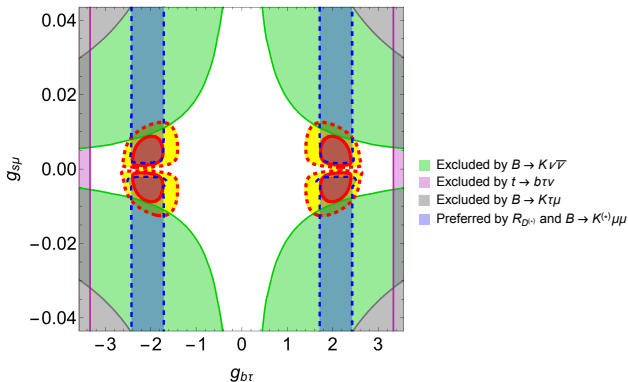 0.04
0.02
0.00
−0.02
−0.04
g_{sμ}
−3 −2 −1 0 1 2 3
g_{bτ}
Excluded by B → Kνν̅
Excluded by t → bτν
Excluded by B → Kτμ
Preferred by R_{D^{(*)}} and B → K^{(*)}μμ